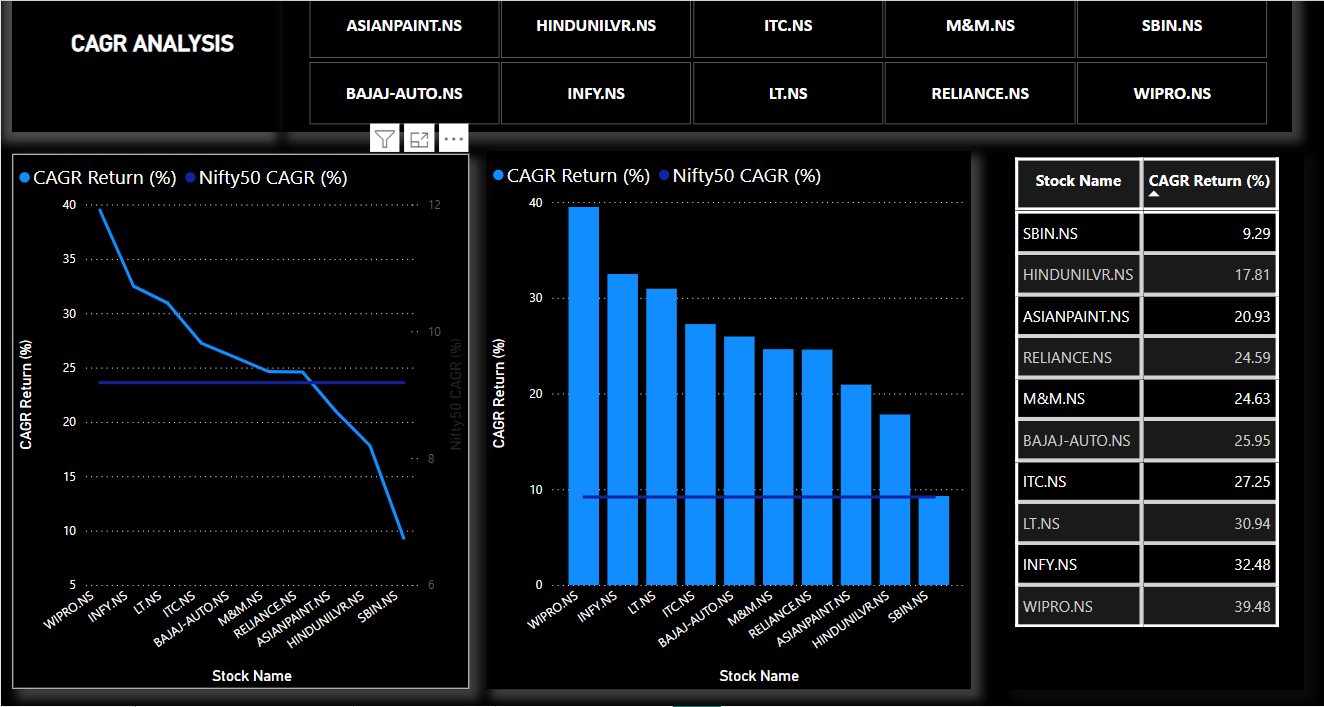 CAGR ANALYSIS
ASIANPAINT.NS HINDUNILVR.NS ITC.NS M&M.NS SBIN.NS
BAJAJ-AUTO.NS INFY.NS LT.NS RELIANCE.NS WIPRO.NS
CAGR Return (%) Nifty50 CAGR (%)
40
35
30
25
20
15
10
5
12
10
8
6
CAGR Return (%)
Nifty50 CAGR (%)
WIPRO.NS
INFY.NS
LT.NS
ITC.NS
BAJAJ-AUTO.NS
M&M.NS
RELIANCE.NS
ASIANPAINT.NS
HINDUNILVR.NS
SBIN.NS
Stock Name
CAGR Return (%) Nifty50 CAGR (%)
40
30
20
10
0
CAGR Return (%)
WIPRO.NS
INFY.NS
LT.NS
ITC.NS
BAJAJ-AUTO.NS
M&M.NS
RELIANCE.NS
ASIANPAINT.NS
HINDUNILVR.NS
SBIN.NS
Stock Name
Stock Name CAGR Return (%)
SBIN.NS 9.29
HINDUNILVR.NS 17.81
ASIANPAINT.NS 20.93
RELIANCE.NS 24.59
M&M.NS 24.63
BAJAJ-AUTO.NS 25.95
ITC.NS 27.25
LT.NS 30.94
INFY.NS 32.48
WIPRO.NS 39.48